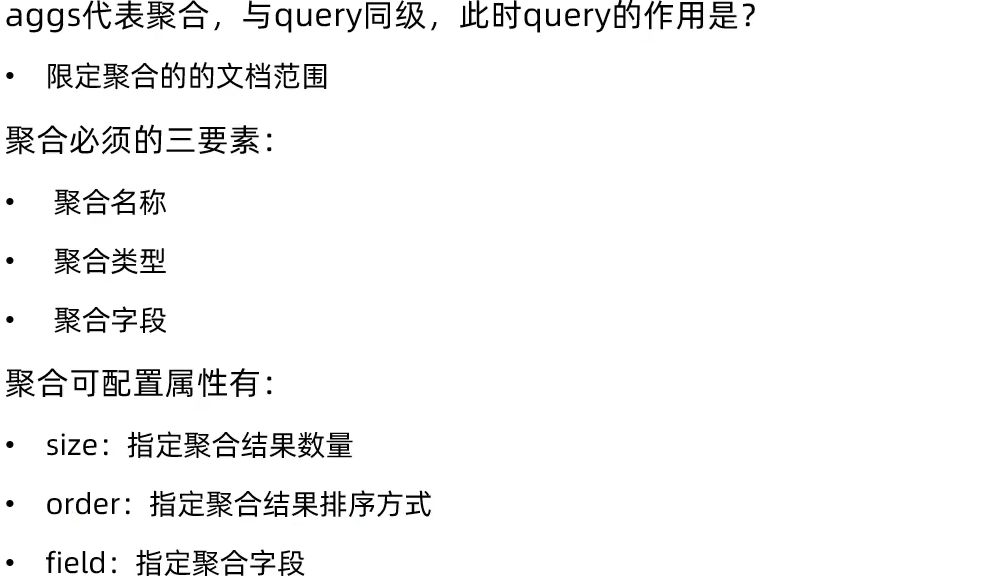 aggs代表聚合，与query同级，此时query的作用是？
• 限定聚合的的文档范围
聚合必须的三要素：
• 聚合名称
• 聚合类型
• 聚合字段
聚合可配置属性有：
• size：指定聚合结果数量
• order：指定聚合结果排序方式
• field：指定聚合字段